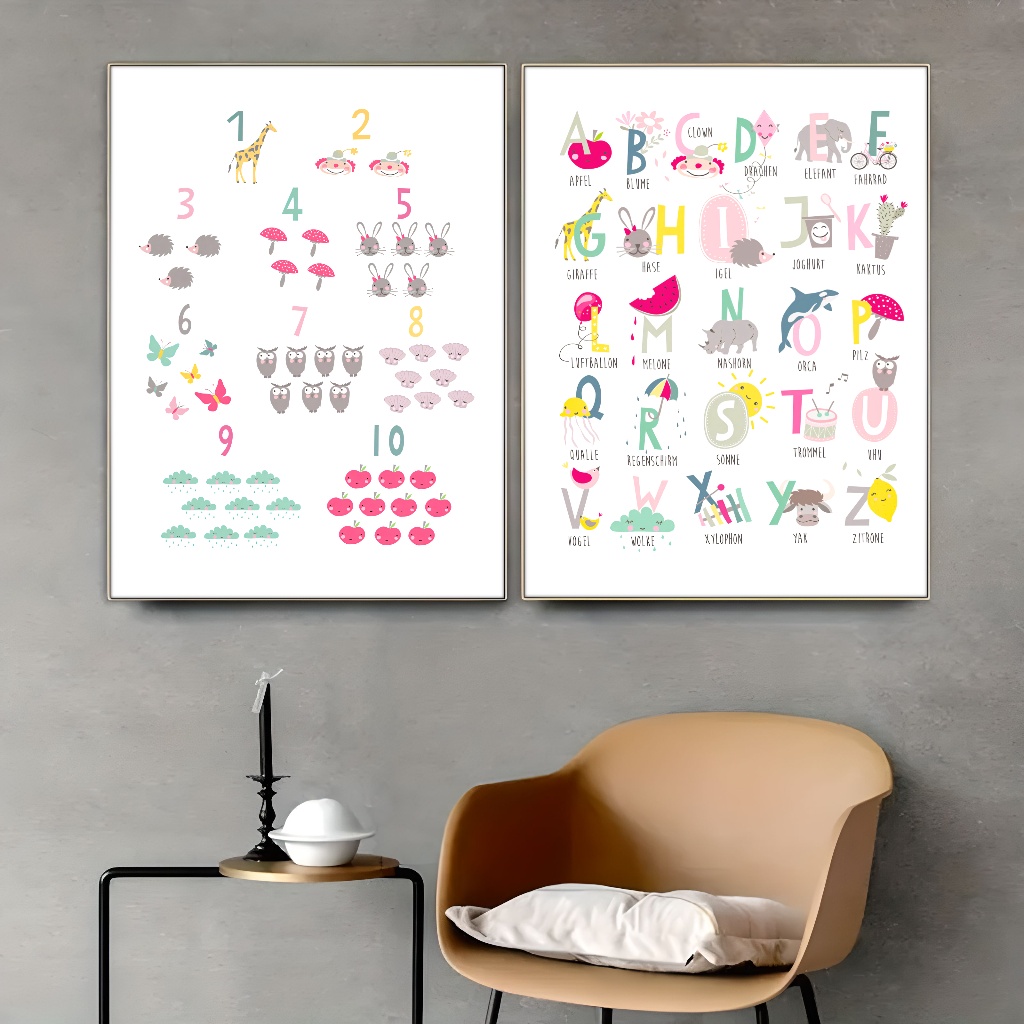 1 2
3 4 5
6 7 8
9 10
A B C CLOWN D E F
APFEL BLUME DRACHEN ELEFANT FAHRRAD
G H I J K
GIRAFFE HASE IGEL JOGHURT KAKTUS
L M N O P
LUFTBALLON MELONE NASHORN ORCA PILZ
Q R S T U
QUALLE REGENSCHIRM SONNE TROMMEL UHU
V W X Y Z
VOGEL WOLKE XYLOPHON YAK ZITRONE